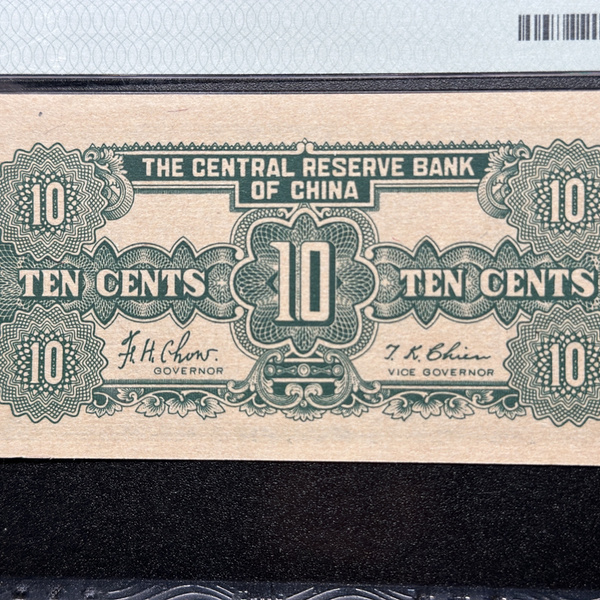 THE CENTRAL RESERVE BANK
OF CHINA
10 10
TEN CENTS 10 TEN CENTS
10 10
F. H. Chow. T. K. Chien
GOVERNOR VICE GOVERNOR